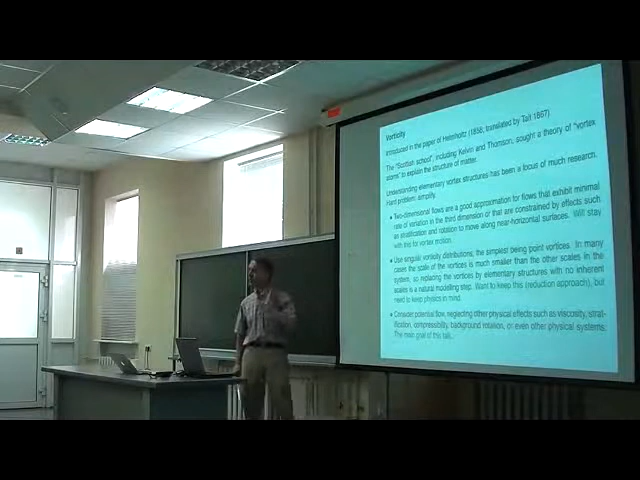 Vorticity
Introduced in the paper of Helmholtz (1858, translated by Tait 1867)
The "Scottish school", including Kelvin and Thomson, sought a theory of "vortex
atoms" to explain the structure of matter.
Understanding elementary vortex structures has been a locus of much research.
Hard problem: simplify.
• Two-dimensional flows are a good approximation for flows that exhibit minimal
rate of variation in the third dimension or that are constrained by effects such
as stratification and rotation to move along near-horizontal surfaces. Will stay
with this for vortex motion.
• Use singular vorticity distributions, the simplest being point vortices. In many
cases the scale of the vortices is much smaller than the other scales in the
system, so replacing the vortices by elementary structures with no inherent
scales is a natural modelling step. Want to keep this (reduction approach), but
need to keep physics in mind.
• Consider potential flow, neglecting other physical effects such as viscosity, strat-
ification, compressibility, background rotation, or even other physical systems.
The main goal of this talk.